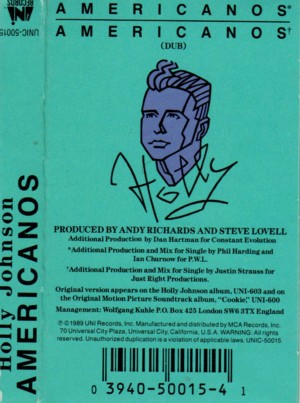 AMERICANOS*
AMERICANOS†
(DUB)
Holly
PRODUCED BY ANDY RICHARDS AND STEVE LOVELL
Additional Production by Dan Hartman for Constant Evolution
*Additional Production and Mix for Single by Phil Harding and
Ian Churnow for P.W.L.
†Additional Production and Mix for Single by Justin Strauss for
Just Right Productions.
Original version appears on the Holly Johnson album, UNI-603 and on
the Original Motion Picture Soundtrack album, "Cookie;' UNI-600
Management: Wolfgang Kuhle P.O. Box 425 London SW6 3TX England
℗©1989 UNI Records, Inc. Manufactured and distributed by MCA Records, Inc.
70 Universal City Plaza, Universal City, California, U.S.A. WARNING: All rights
reserved. Unauthorized duplication is a violation of applicable laws. UNIC-50015
0 3940-50015-4 1
Holly Johnson
AMERICANOS
UNI
RECORDS
UNIC-50015